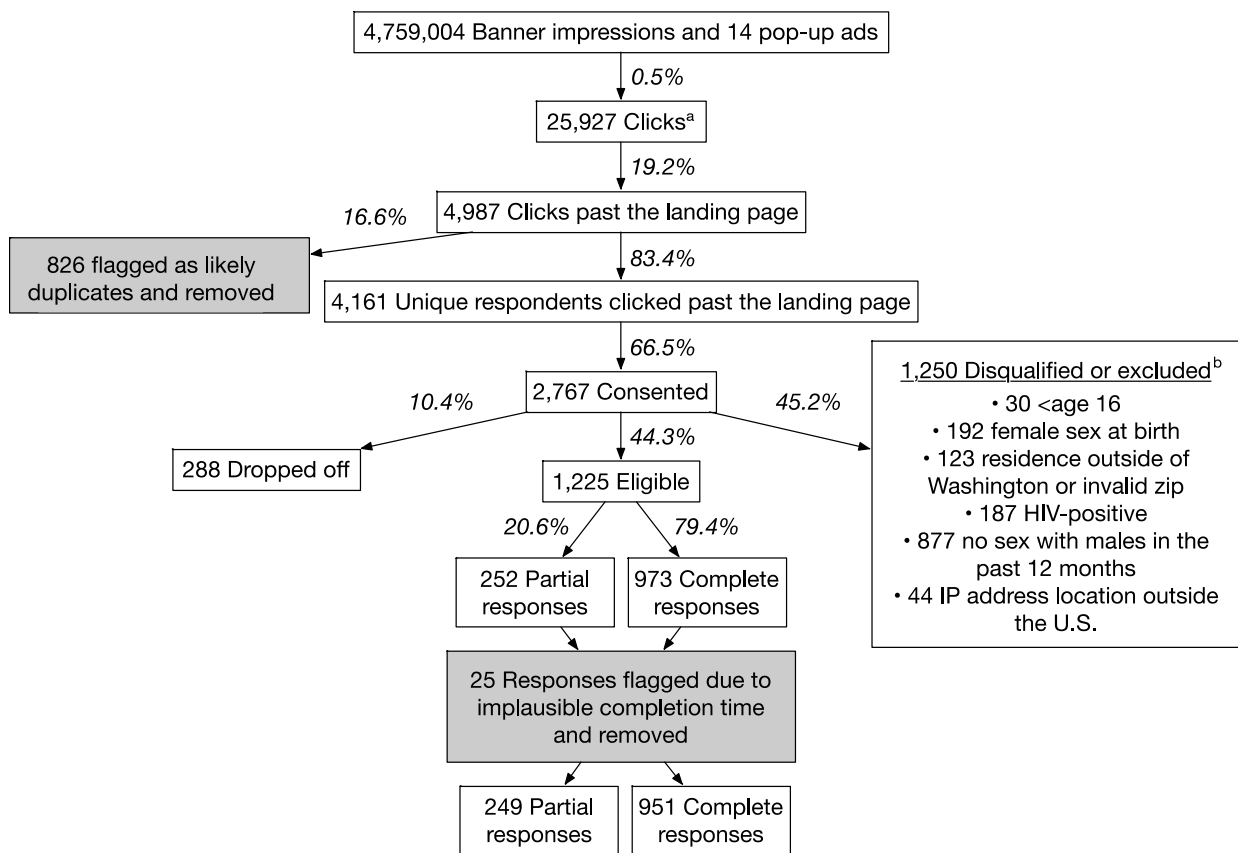 4,759,004 Banner impressions and 14 pop-up ads
0.5%
25,927 Clicksa
19.2%
4,987 Clicks past the landing page
16.6%
83.4%
826 flagged as likely
duplicates and removed
4,161 Unique respondents clicked past the landing page
66.5%
2,767 Consented
10.4%
44.3%
45.2%
288 Dropped off
1,225 Eligible
1,250 Disqualified or excludedb
• 30 <age 16
• 192 female sex at birth
• 123 residence outside of
Washington or invalid zip
• 187 HIV-positive
• 877 no sex with males in the
past 12 months
• 44 IP address location outside
the U.S.
20.6%
79.4%
252 Partial
responses
973 Complete
responses
25 Responses flagged due to
implausible completion time
and removed
249 Partial
responses
951 Complete
responses